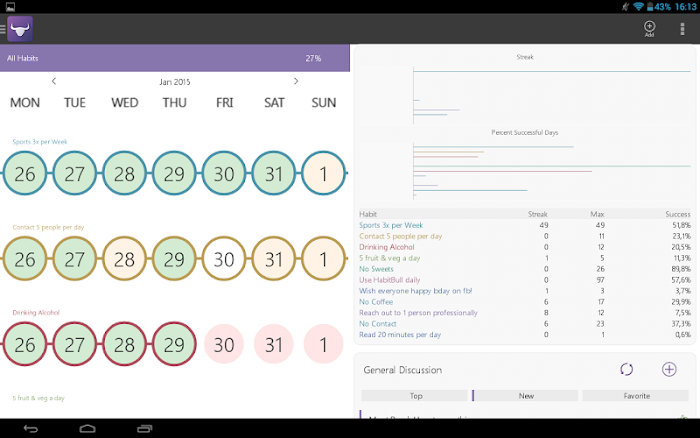 43% 16:13
Add
All Habits 27%
Jan 2015
MON TUE WED THU FRI SAT SUN
Sports 3x per Week
26 27 28 29 30 31 1
Contact 5 people per day
26 27 28 29 30 31 1
Drinking Alcohol
26 27 28 29 30 31 1
5 fruit & veg a day
Streak
Percent Successful Days
Habit Streak Max Success
Sports 3x per Week 49 49 51,8%
Contact 5 people per day 0 11 23,1%
Drinking Alcohol 0 12 20,5%
5 fruit & veg a day 1 5 11,3%
No Sweets 0 26 89,8%
Use HabitBull daily 0 97 57,6%
Wish everyone happy bday on fb! 1 3 3,7%
No Coffee 6 17 29,9%
Reach out to 1 person professionally 8 12 7,5%
No Contact 6 23 37,3%
Read 20 minutes per day 0 1 0,6%
General Discussion
Top New Favorite